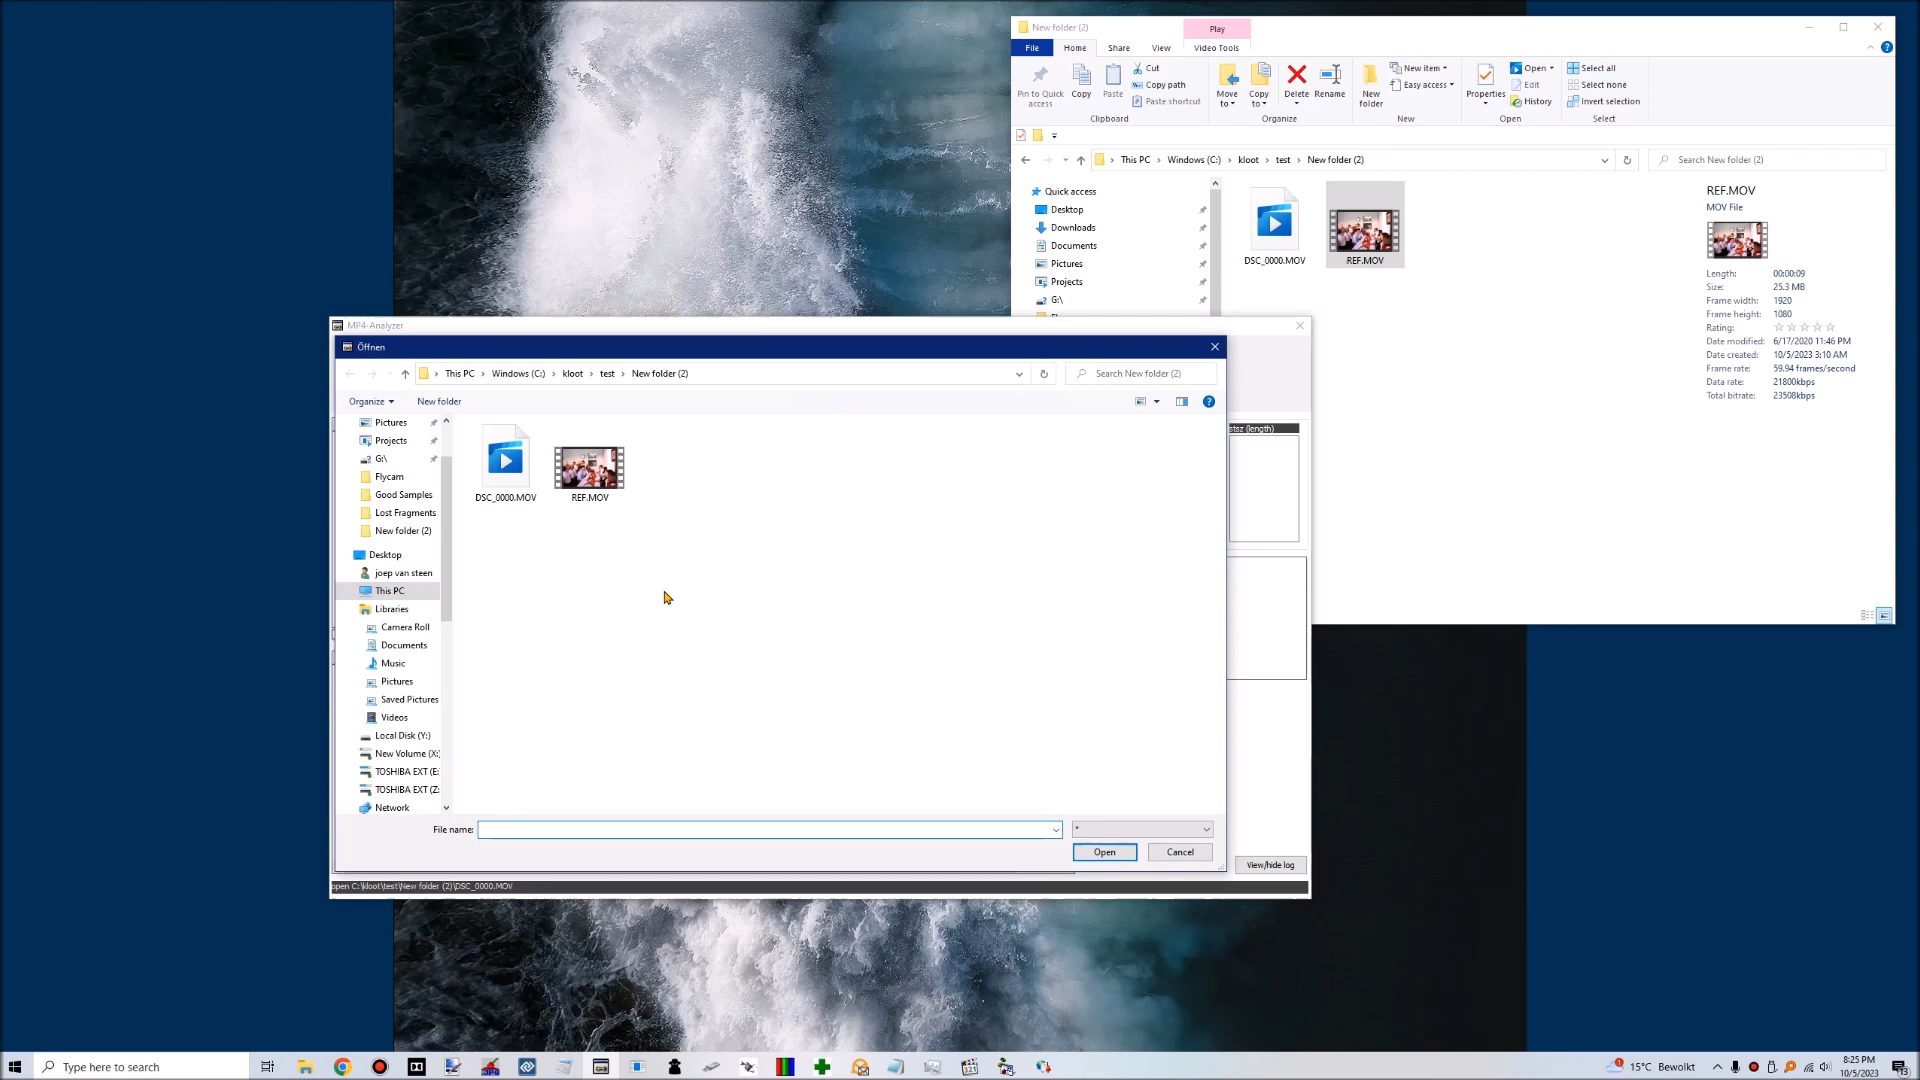 New folder (2)
Play
File
Home
Share
View
Video Tools
Pin to Quick access
Copy
Paste
Cut
Copy path
Paste shortcut
Move to
Copy to
Delete
Rename
New folder
New item
Easy access
Properties
Open
Edit
History
Select all
Select none
Invert selection
Clipboard
Organize
New
Open
Select
This PC
Windows (C:)
kloot
test
New folder (2)
Search New folder (2)
Quick access
Desktop
Downloads
Documents
Pictures
Projects
G:\
DSC_0000.MOV
REF.MOV
REF.MOV
MOV File
Length: 00:00:09
Size: 25.3 MB
Frame width: 1920
Frame height: 1080
Rating:
Date modified: 6/17/2020 11:46 PM
Date created: 10/5/2023 3:10 AM
Frame rate: 59.94 frames/second
Data rate: 21800kbps
Total bitrate: 23508kbps
MP4-Analyzer
Öffnen
This PC
Windows (C:)
kloot
test
New folder (2)
Search New folder (2)
Organize
New folder
Pictures
Projects
G:\
Flycam
Good Samples
Lost Fragments
New folder (2)
Desktop
joep van steen
This PC
Libraries
Camera Roll
Documents
Music
Pictures
Saved Pictures
Videos
Local Disk (Y:)
New Volume (X:
TOSHIBA EXT (E:
TOSHIBA EXT (Z:
Network
DSC_0000.MOV
REF.MOV
File name:
*
Open
Cancel
stsz (length)
View/hide log
open C:\kloot\test\New folder (2)\DSC_0000.MOV
Type here to search
15°C Bewolkt
8:25 PM
10/5/2023